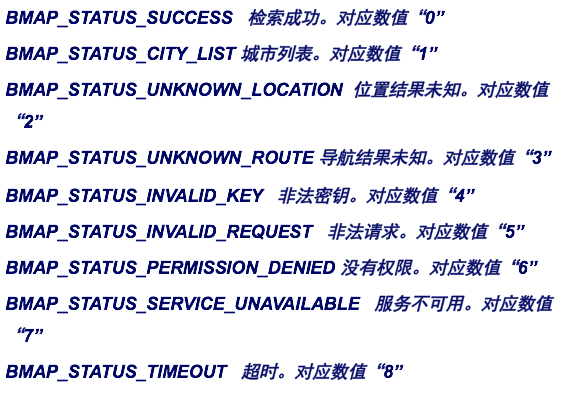 BMAP_STATUS_SUCCESS 检索成功。对应数值“0”
BMAP_STATUS_CITY_LIST 城市列表。对应数值“1”
BMAP_STATUS_UNKNOWN_LOCATION 位置结果未知。对应数值
“2”
BMAP_STATUS_UNKNOWN_ROUTE 导航结果未知。对应数值“3”
BMAP_STATUS_INVALID_KEY 非法密钥。对应数值“4”
BMAP_STATUS_INVALID_REQUEST 非法请求。对应数值“5”
BMAP_STATUS_PERMISSION_DENIED 没有权限。对应数值“6”
BMAP_STATUS_SERVICE_UNAVAILABLE 服务不可用。对应数值
“7”
BMAP_STATUS_TIMEOUT 超时。对应数值“8”